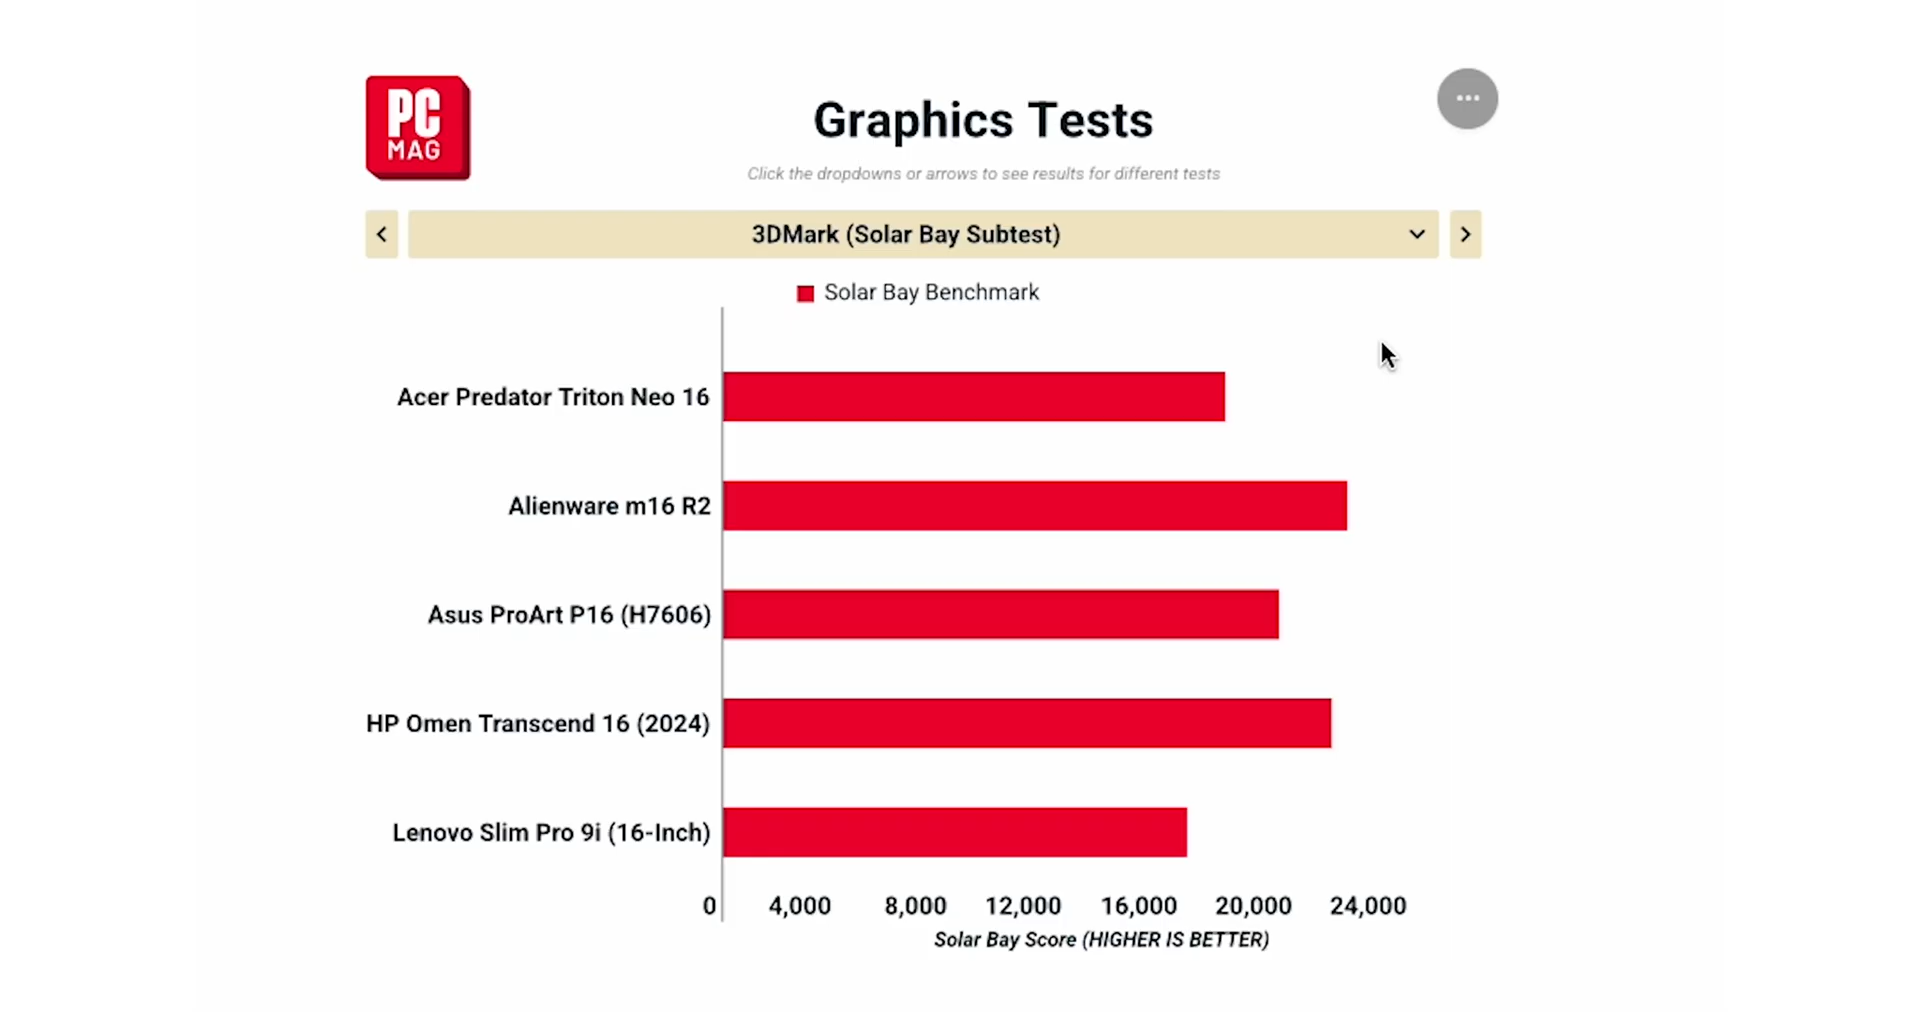 PC
MAG
Graphics Tests
Click the dropdowns or arrows to see results for different tests
3DMark (Solar Bay Subtest)
Solar Bay Benchmark
Acer Predator Triton Neo 16
Alienware m16 R2
Asus ProArt P16 (H7606)
HP Omen Transcend 16 (2024)
Lenovo Slim Pro 9i (16-Inch)
0 4,000 8,000 12,000 16,000 20,000 24,000
Solar Bay Score (HIGHER IS BETTER)